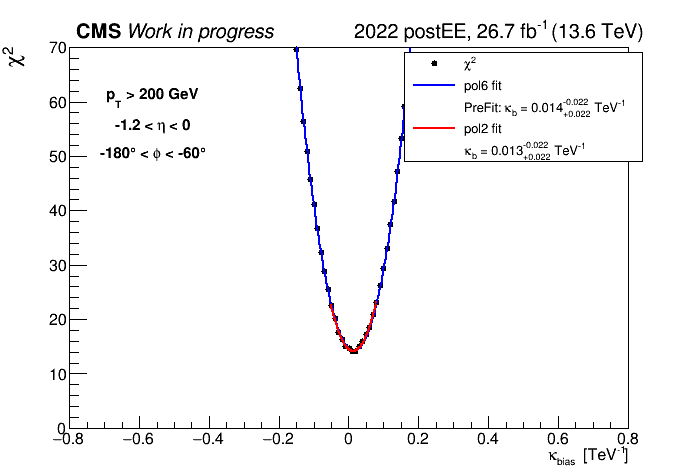 CMS Work in progress
2022 postEE, 26.7 fb⁻¹ (13.6 TeV)
χ²
70
60
50
40
30
20
10
0
p_T > 200 GeV
-1.2 < η < 0
-180° < ϕ < -60°
χ²
pol6 fit
PreFit: κ_b = 0.014 -0.022 +0.022 TeV⁻¹
pol2 fit
κ_b = 0.013 -0.022 +0.022 TeV⁻¹
−0.8 −0.6 −0.4 −0.2 0 0.2 0.4 0.6 0.8
κ_bias [TeV⁻¹]